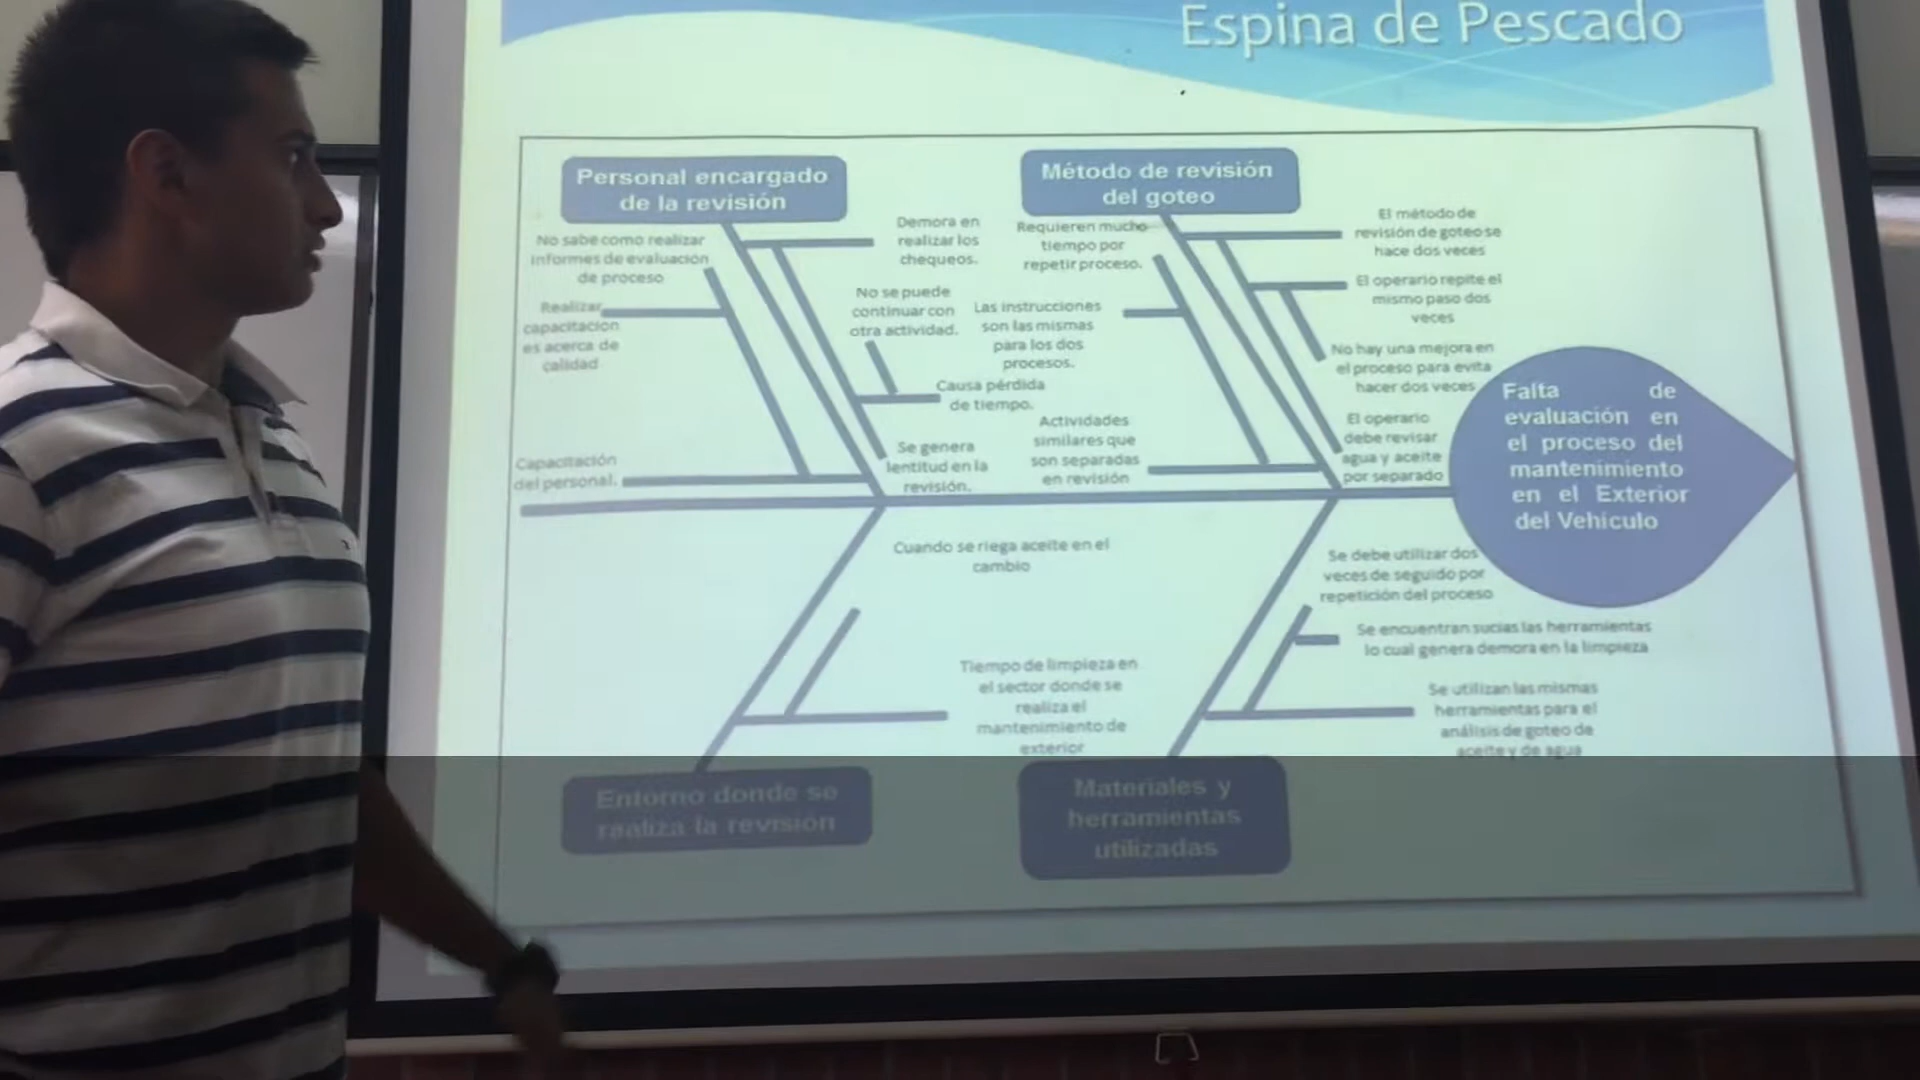 Espina de Pescado
Personal encargado
de la revisión
No sabe como realizar
informes de evaluación
de proceso
Realizar
capacitacion
es acerca de
calidad
Capacitación
del personal.
Demora en
realizar los
chequeos.
No se puede
continuar con
otra actividad.
Causa pérdida
de tiempo.
Se genera
lentitud en la
revisión.
Método de revisión
del goteo
Requieren mucho
tiempo por
repetir proceso.
Las instrucciones
son las mismas
para los dos
procesos.
Actividades
similares que
son separadas
en revisión
El método de
revisión de goteo se
hace dos veces
El operario repite el
mismo paso dos
veces
No hay una mejora en
el proceso para evita
hacer dos veces
El operario
debe revisar
agua y aceite
por separado
Falta de
evaluación en
el proceso del
mantenimiento
en el Exterior
del Vehículo
Cuando se riega aceite en el
cambio
Tiempo de limpieza en
el sector donde se
realiza el
mantenimiento de
exterior
Entorno donde se
realiza la revisión
Se debe utilizar dos
veces de seguido por
repetición del proceso
Se encuentran sucias las herramientas
lo cual genera demora en la limpieza
Se utilizan las mismas
herramientas para el
análisis de goteo de
aceite y de agua
Materiales y
herramientas
utilizadas